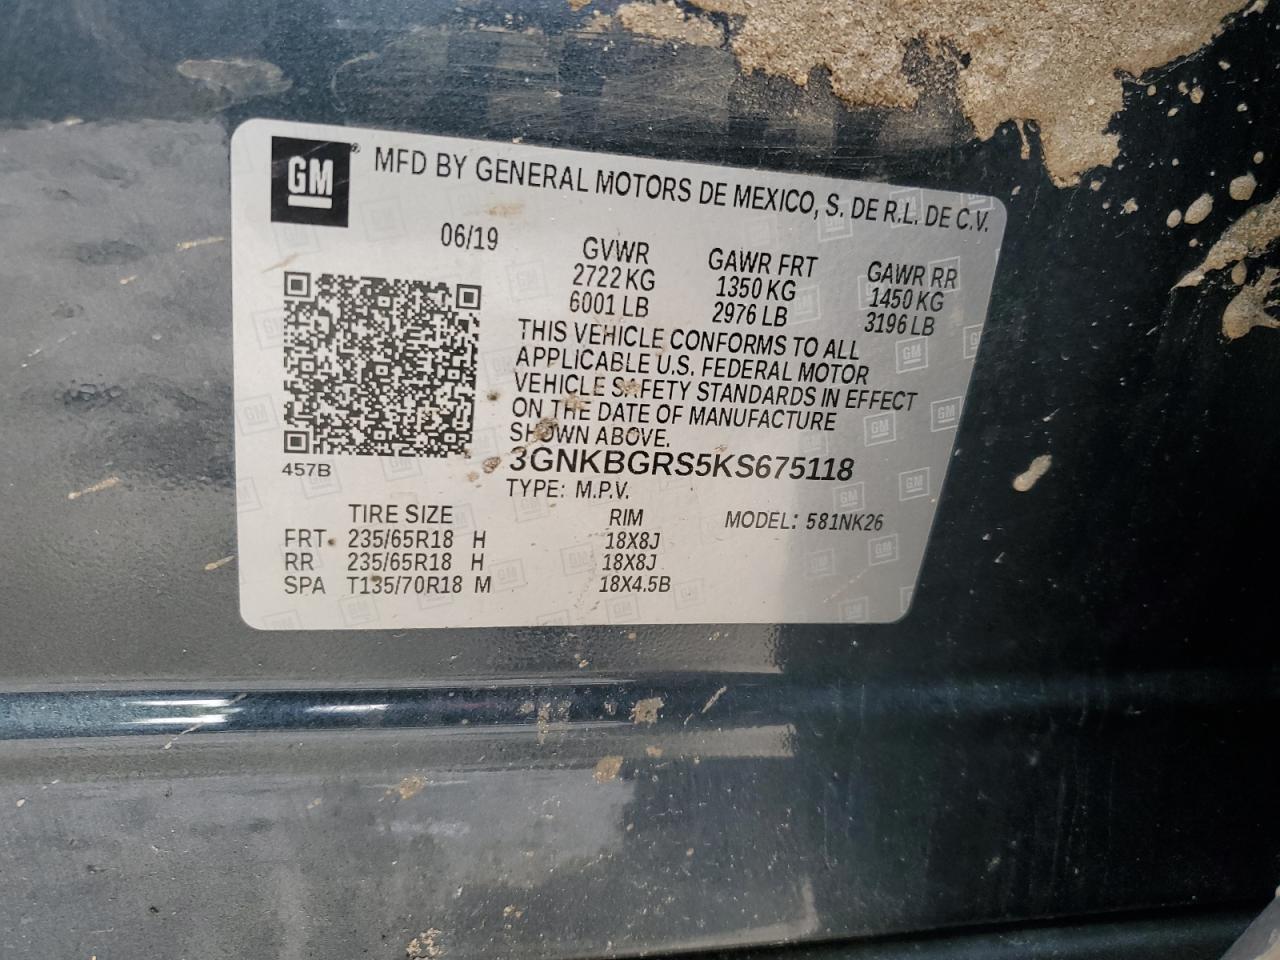 GM® MFD BY GENERAL MOTORS DE MEXICO, S. DE R.L. DE C.V.
06/19 GVWR GAWR FRT GAWR RR
2722 KG 1350 KG 1450 KG
6001 LB 2976 LB 3196 LB
THIS VEHICLE CONFORMS TO ALL
APPLICABLE U.S. FEDERAL MOTOR
VEHICLE SAFETY STANDARDS IN EFFECT
ON THE DATE OF MANUFACTURE
SHOWN ABOVE.
457B 3GNKBGRS5KS675118
TYPE: M.P.V.
TIRE SIZE RIM MODEL: 581NK26
FRT 235/65R18 H 18X8J
RR 235/65R18 H 18X8J
SPA T135/70R18 M 18X4.5B